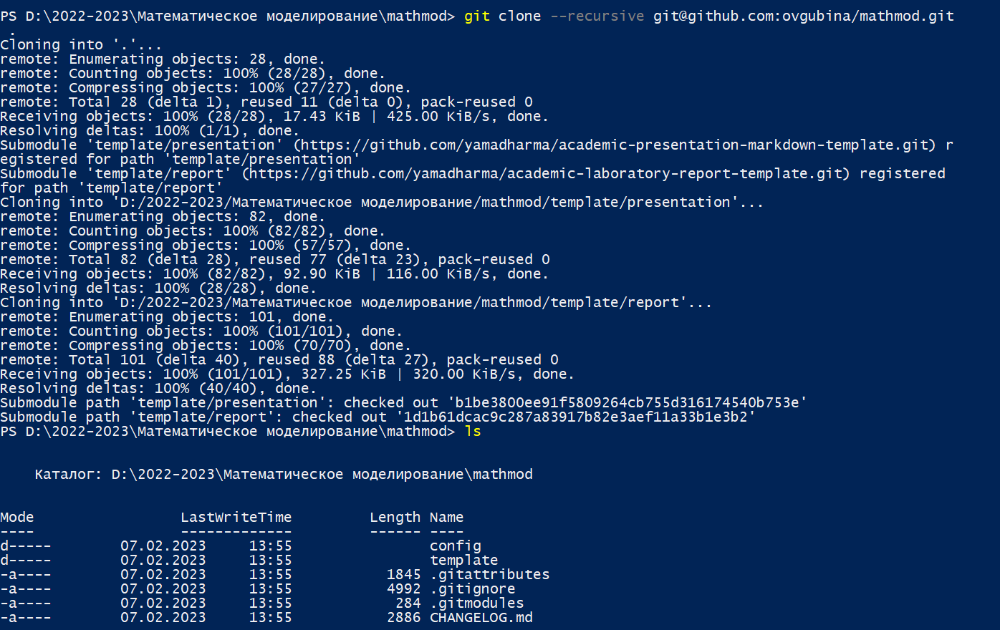 PS D:\2022-2023\Математическое моделирование\mathmod> git clone --recursive git@github.com:ovgubina/mathmod.git
.
Cloning into '.'...
remote: Enumerating objects: 28, done.
remote: Counting objects: 100% (28/28), done.
remote: Compressing objects: 100% (27/27), done.
remote: Total 28 (delta 1), reused 11 (delta 0), pack-reused 0
Receiving objects: 100% (28/28), 17.43 KiB | 425.00 KiB/s, done.
Resolving deltas: 100% (1/1), done.
Submodule 'template/presentation' (https://github.com/yamadharma/academic-presentation-markdown-template.git) r
egistered for path 'template/presentation'
Submodule 'template/report' (https://github.com/yamadharma/academic-laboratory-report-template.git) registered
for path 'template/report'
Cloning into 'D:/2022-2023/Математическое моделирование/mathmod/template/presentation'...
remote: Enumerating objects: 82, done.
remote: Counting objects: 100% (82/82), done.
remote: Compressing objects: 100% (57/57), done.
remote: Total 82 (delta 28), reused 77 (delta 23), pack-reused 0
Receiving objects: 100% (82/82), 92.90 KiB | 116.00 KiB/s, done.
Resolving deltas: 100% (28/28), done.
Cloning into 'D:/2022-2023/Математическое моделирование/mathmod/template/report'...
remote: Enumerating objects: 101, done.
remote: Counting objects: 100% (101/101), done.
remote: Compressing objects: 100% (70/70), done.
remote: Total 101 (delta 40), reused 88 (delta 27), pack-reused 0
Receiving objects: 100% (101/101), 327.25 KiB | 320.00 KiB/s, done.
Resolving deltas: 100% (40/40), done.
Submodule path 'template/presentation': checked out 'b1be3800ee91f5809264cb755d316174540b753e'
Submodule path 'template/report': checked out '1d1b61dcac9c287a83917b82e3aef11a33b1e3b2'
PS D:\2022-2023\Математическое моделирование\mathmod> ls
Каталог: D:\2022-2023\Математическое моделирование\mathmod
Mode LastWriteTime Length Name
---- ------------- ------ ----
d----- 07.02.2023 13:55 config
d----- 07.02.2023 13:55 template
-a---- 07.02.2023 13:55 1845 .gitattributes
-a---- 07.02.2023 13:55 4992 .gitignore
-a---- 07.02.2023 13:55 284 .gitmodules
-a---- 07.02.2023 13:55 2886 CHANGELOG.md